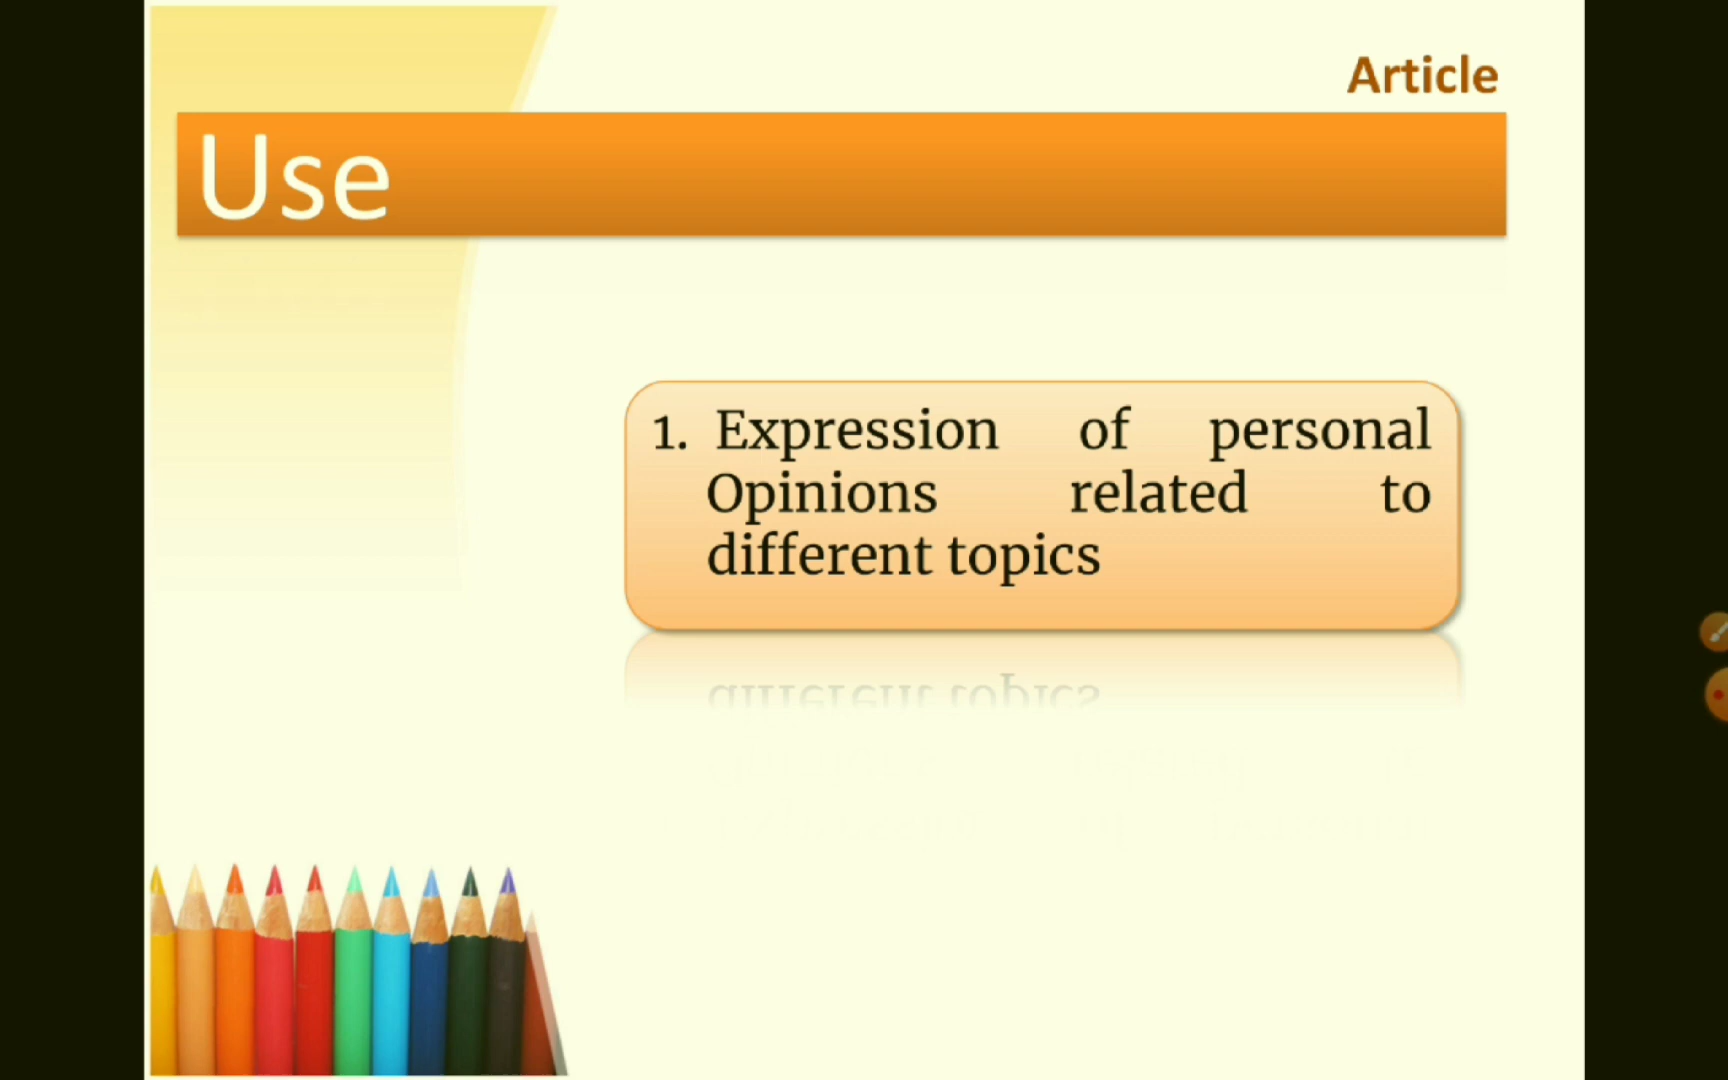 Article
Use
1. Expression of personal
Opinions related to
different topics